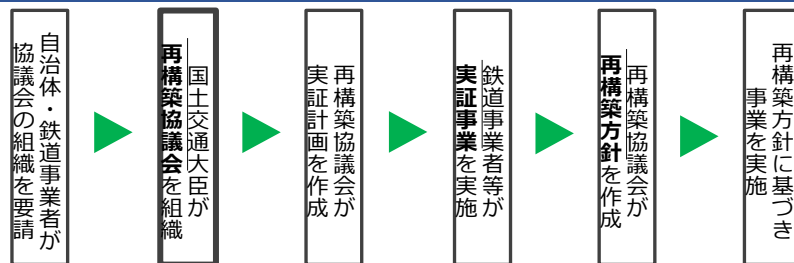 自治体・鉄道事業者が
協議会の組織を要請
国土交通大臣が
再構築協議会を組織
再構築協議会が
実証計画を作成
鉄道事業者等が
実証事業を実施
再構築協議会が
再構築方針を作成
再構築方針に基づき
事業を実施